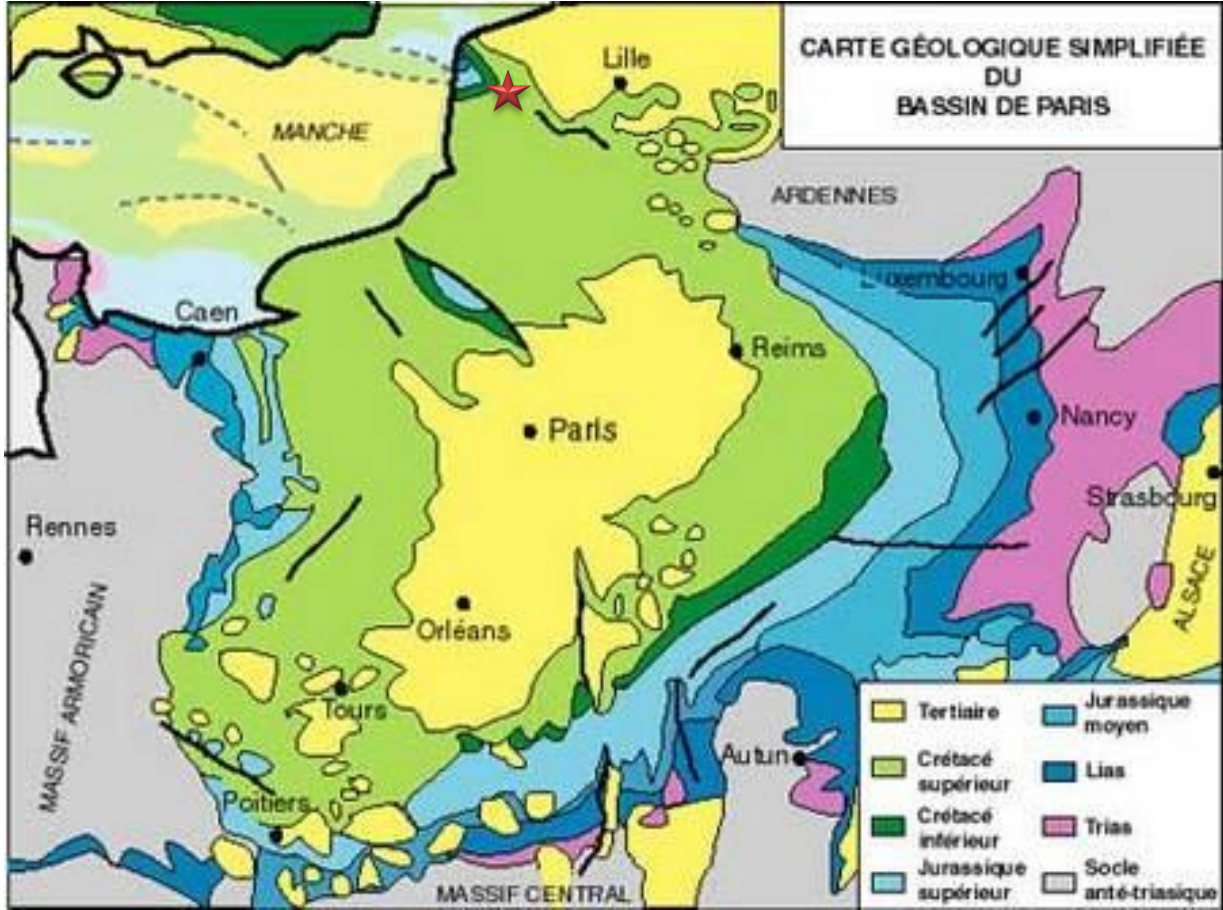 CARTE GÉOLOGIQUE SIMPLIFIÉE
DU
BASSIN DE PARIS
Lille
MANCHE
ARDENNES
Luxembourg
Caen
Reims
Paris
Nancy
Strasbourg
Rennes
ALSACE
Orléans
MASSIF ARMORICAIN
Tours
Autun
Poitiers
MASSIF CENTRAL
Tertiaire
Crétacé
supérieur
Crétacé
inférieur
Jurassique
supérieur
Jurassique
moyen
Lias
Trias
Socle
anté-triasique